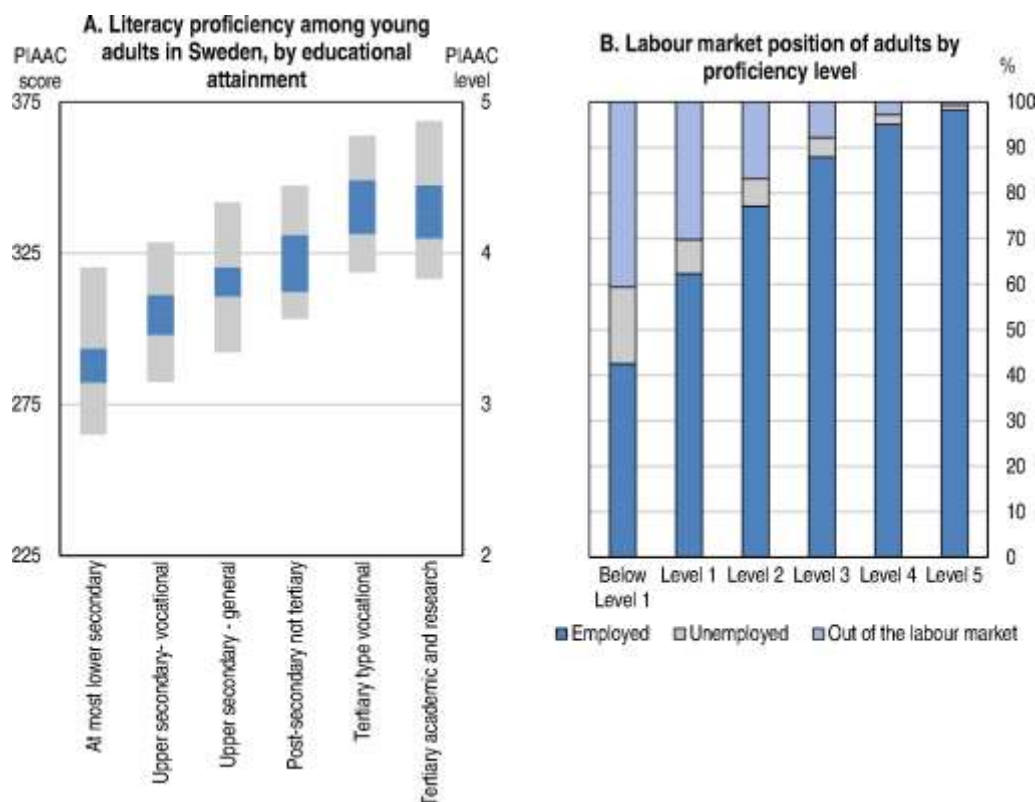 A. Literacy proficiency among young
adults in Sweden, by educational
attainment
PIAAC
score
PIAAC
level
375
325
275
225
5
4
3
2
At most lower secondary
Upper secondary- vocational
Upper secondary - general
Post-secondary not tertiary
Tertiary type vocational
Tertiary academic and research
B. Labour market position of adults by
proficiency level
%
100
90
80
70
60
50
40
30
20
10
0
Below
Level 1
Level 1
Level 2
Level 3
Level 4
Level 5
Employed
Unemployed
Out of the labour market